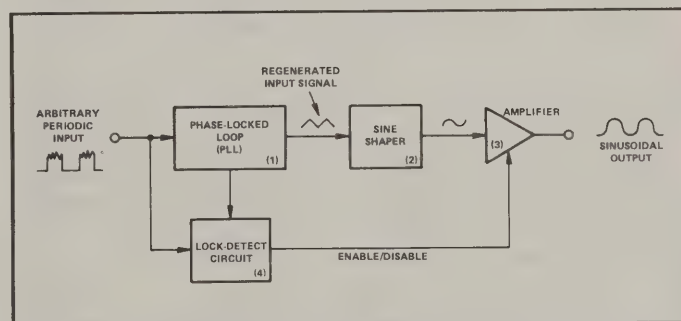 REGENERATED
INPUT SIGNAL
ARBITRARY
PERIODIC
INPUT
PHASE-LOCKED
LOOP
(PLL)
(1)
SINE
SHAPER
(2)
AMPLIFIER
(3)
SINUSOIDAL
OUTPUT
LOCK-DETECT
CIRCUIT
(4)
ENABLE/DISABLE